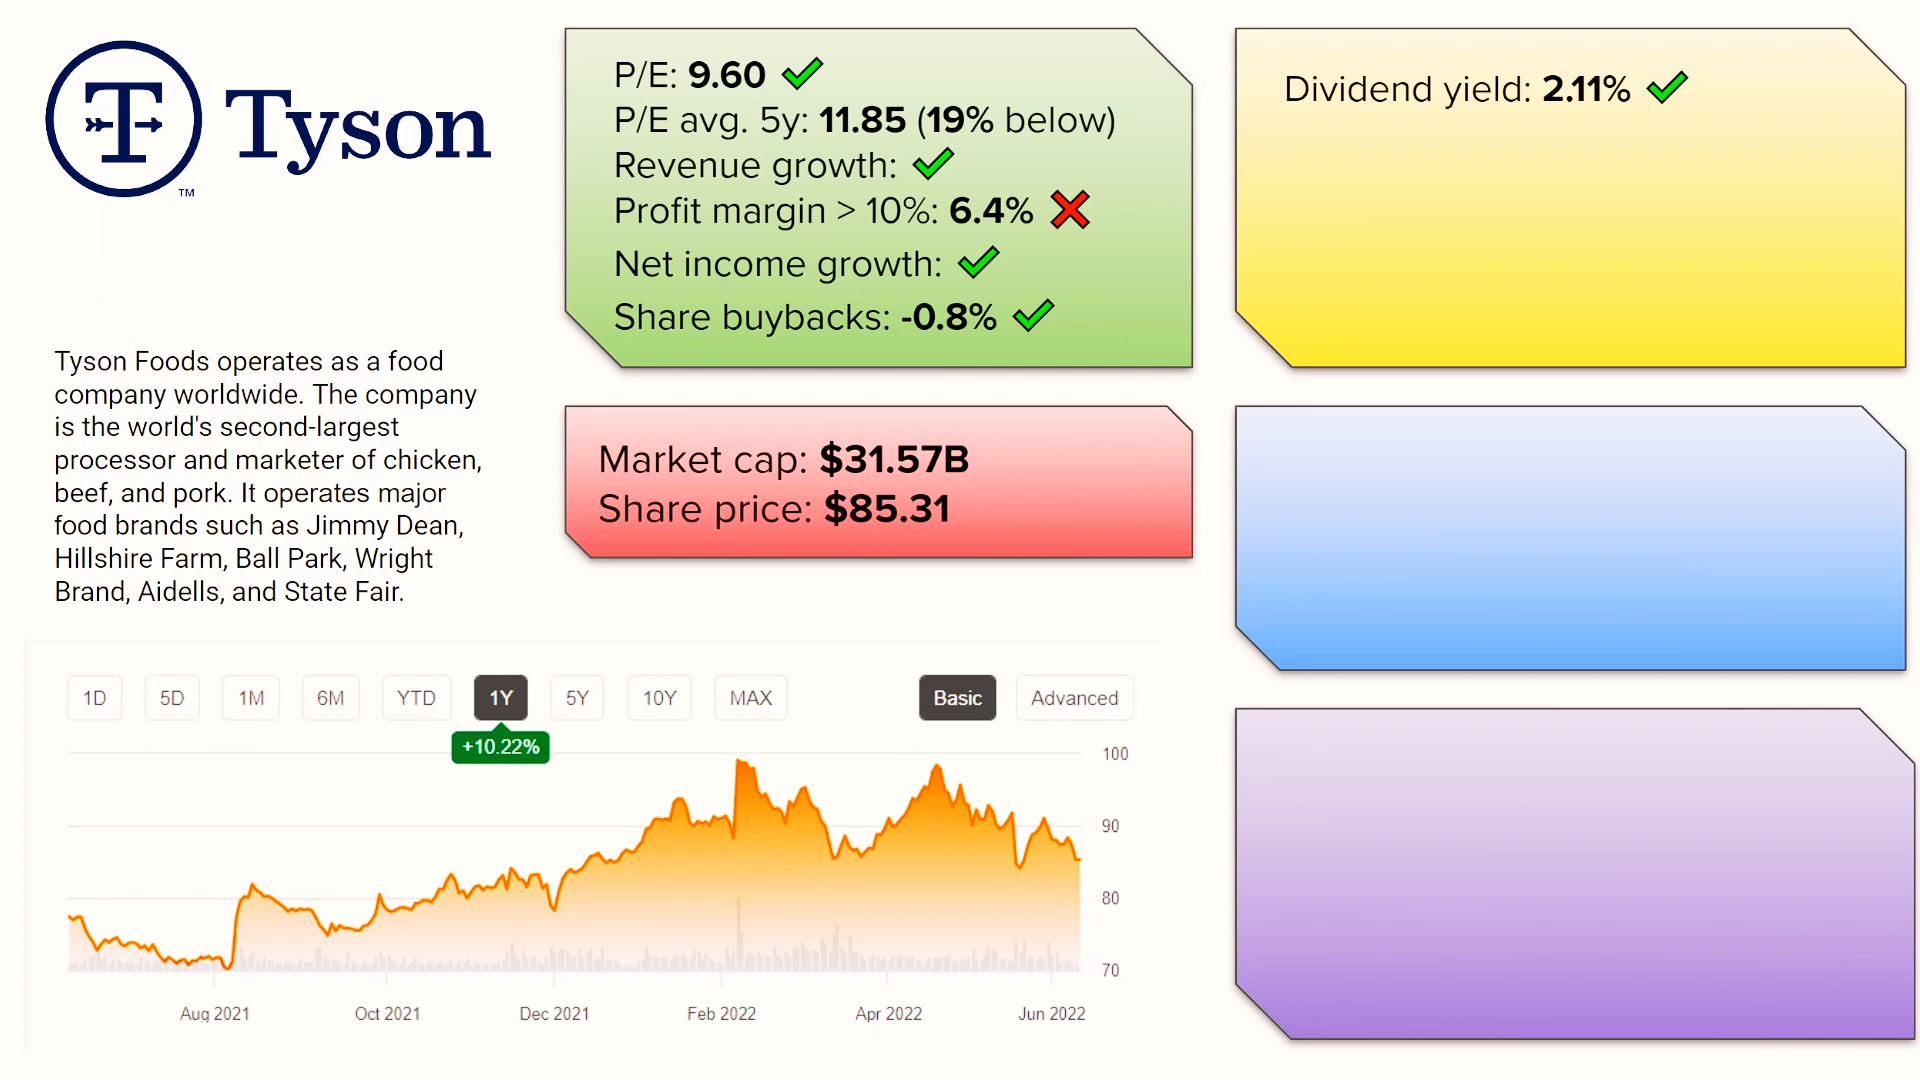 T
™
Tyson
P/E: 9.60
P/E avg. 5y: 11.85 (19% below)
Revenue growth:
Profit margin > 10%: 6.4%
Net income growth:
Share buybacks: -0.8%
Dividend yield: 2.11%
Tyson Foods operates as a food
company worldwide. The company
is the world's second-largest
processor and marketer of chicken,
beef, and pork. It operates major
food brands such as Jimmy Dean,
Hillshire Farm, Ball Park, Wright
Brand, Aidells, and State Fair.
Market cap: $31.57B
Share price: $85.31
1D 5D 1M 6M YTD 1Y 5Y 10Y MAX Basic Advanced
+10.22%
100
90
80
70
Aug 2021 Oct 2021 Dec 2021 Feb 2022 Apr 2022 Jun 2022